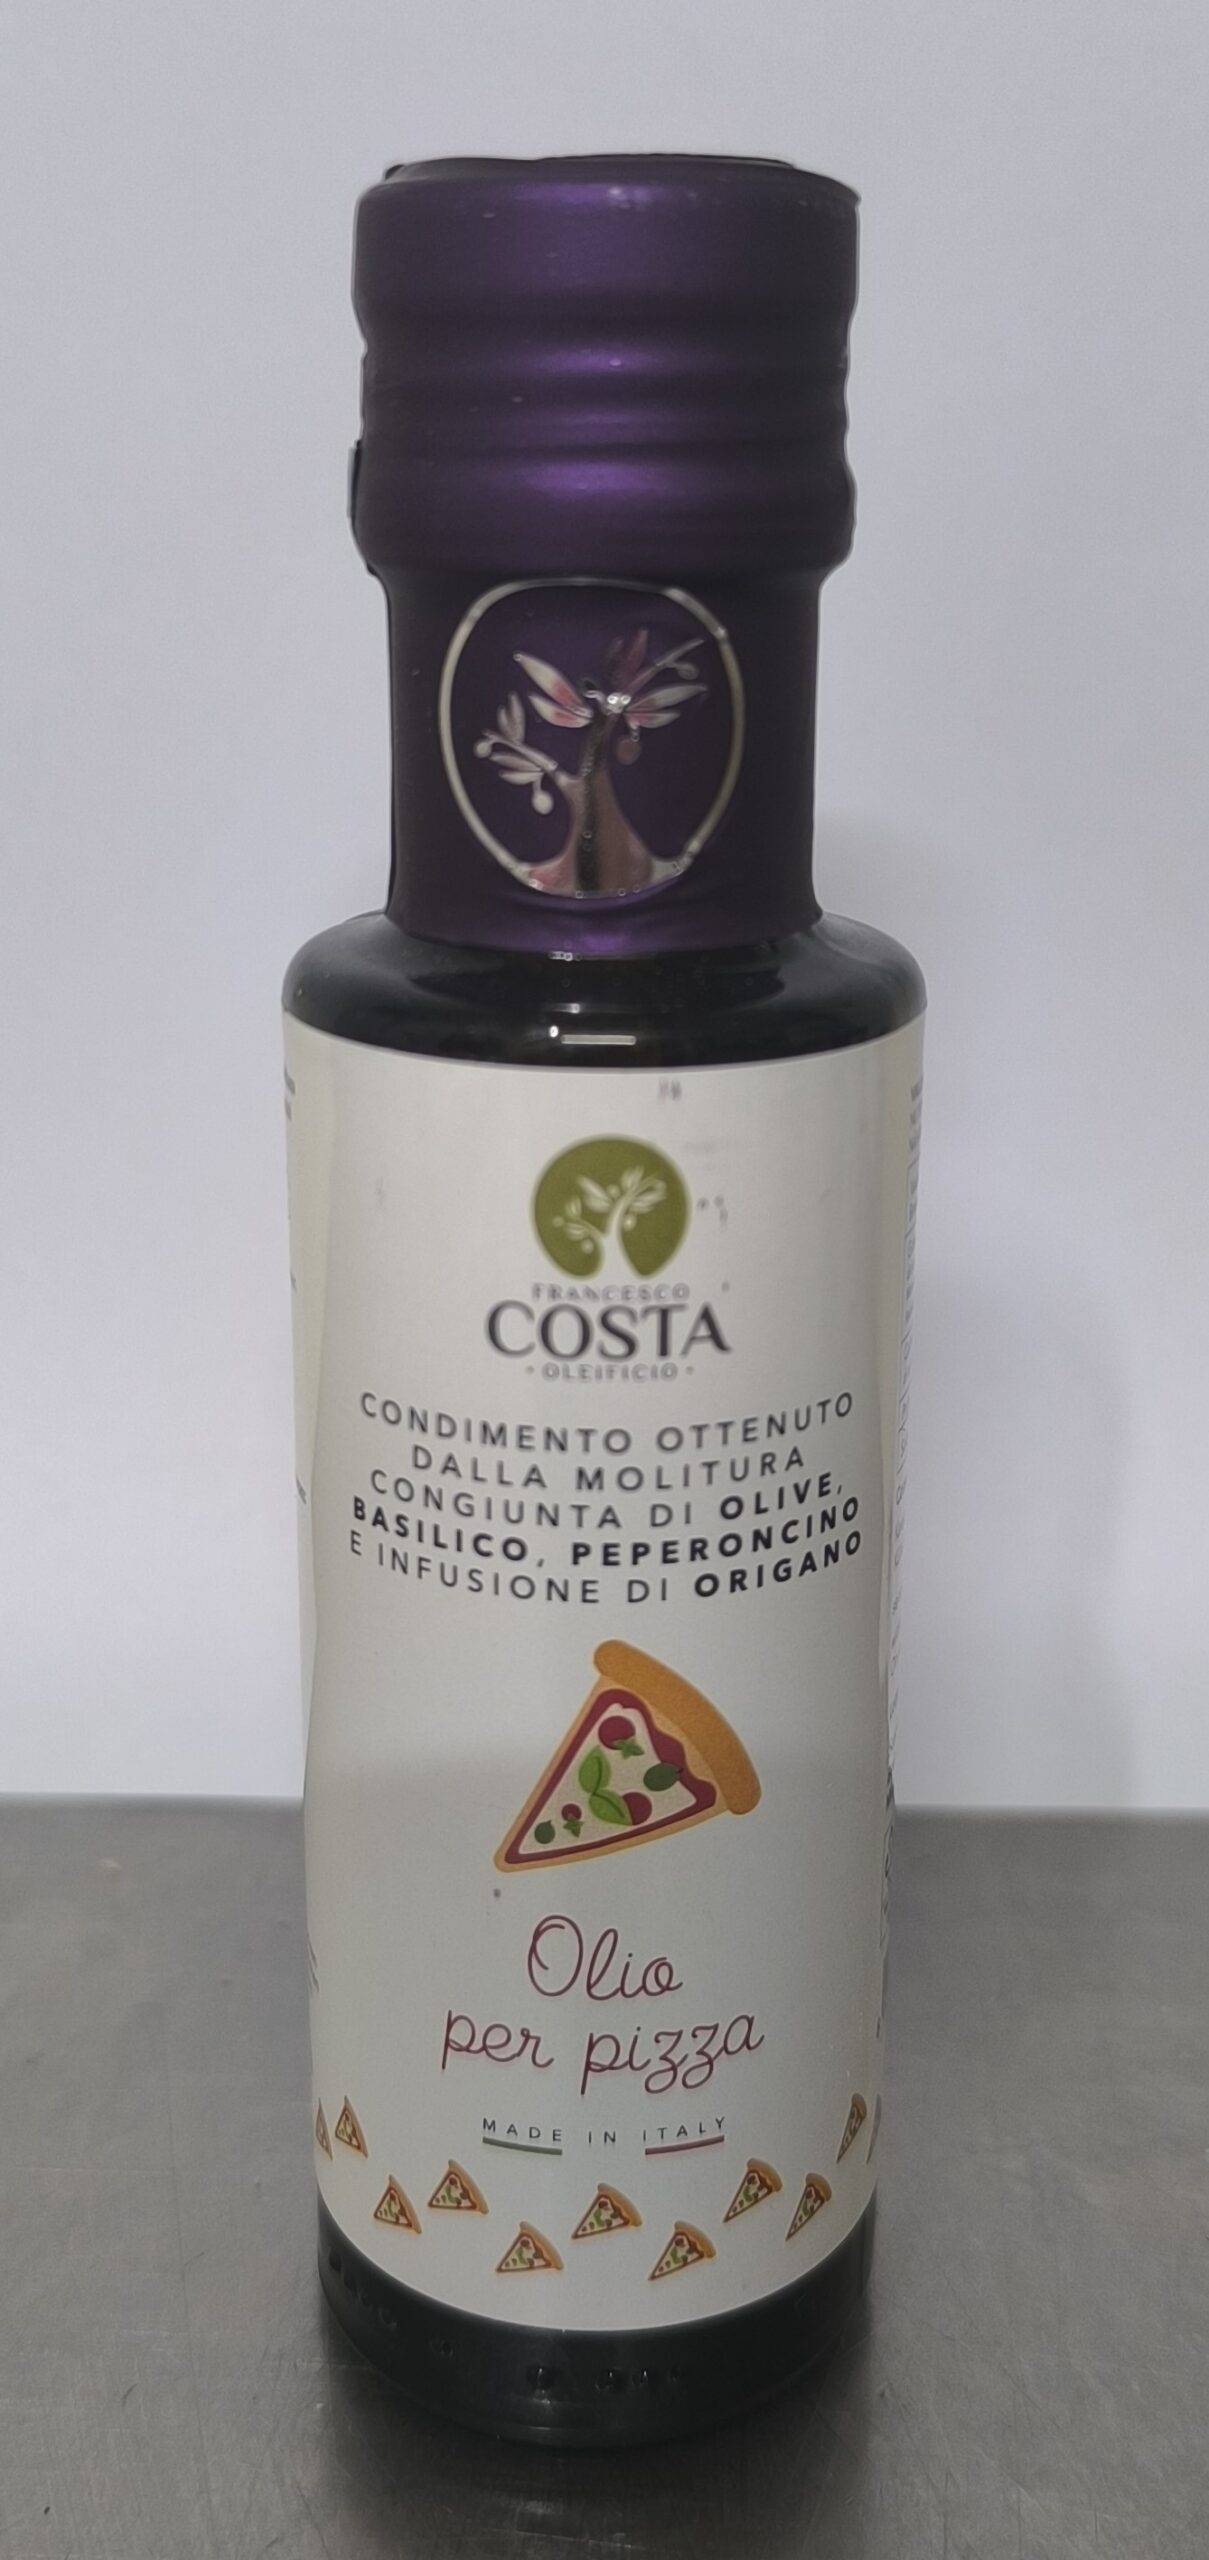 FRANCESCO
COSTA
OLEIFICIO
CONDIMENTO OTTENUTO
DALLA MOLITURA
CONGIUNTA DI OLIVE,
BASILICO, PEPERONCINO
E INFUSIONE DI ORIGANO
Olio
per pizza
MADE IN ITALY